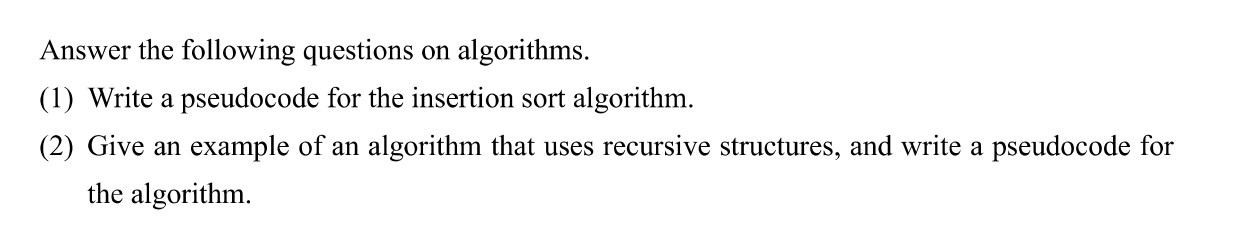 Answer the following questions on algorithms.
(1) Write a pseudocode for the insertion sort algorithm.
(2) Give an example of an algorithm that uses recursive structures, and write a pseudocode for
the algorithm.